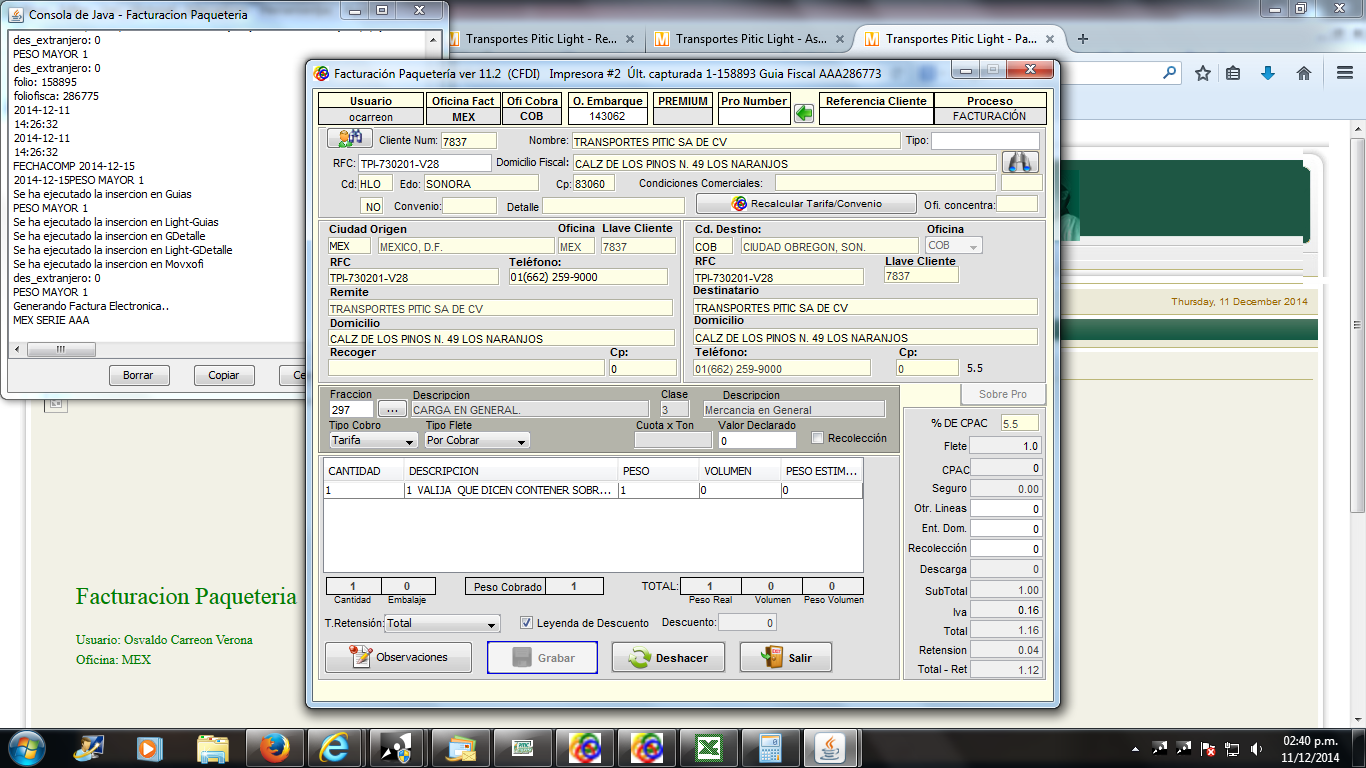 Consola de Java - Facturacion Paqueteria
des_extranjero: 0
PESO MAYOR 1
des_extranjero: 0
folio: 158895
foliofisca: 286775
2014-12-11
14:26:32
2014-12-11
14:26:32
FECHACOMP 2014-12-15
2014-12-15PESO MAYOR 1
Se ha ejecutado la insercion en Guias
PESO MAYOR 1
Se ha ejecutado la insercion en Light-Guias
Se ha ejecutado la insercion en GDetalle
Se ha ejecutado la insercion en Light-GDetalle
Se ha ejecutado la insercion en Movxofi
des_extranjero: 0
PESO MAYOR 1
Generando Factura Electronica..
MEX SERIE AAA
Borrar Copiar Ce
Transportes Pitic Light - Re... Transportes Pitic Light - As... Transportes Pitic Light - Pa...
Thursday, 11 December 2014
Facturacion Paqueteria
Usuario: Osvaldo Carreon Verona
Oficina: MEX
Facturación Paquetería ver 11.2 (CFDI) Impresora #2 Últ. capturada 1-158893 Guia Fiscal AAA286773
Usuario Oficina Fact Ofi Cobra O. Embarque PREMIUM Pro Number Referencia Cliente Proceso
ocarreon MEX COB 143062 FACTURACIÓN
Cliente Num: 7837 Nombre: TRANSPORTES PITIC SA DE CV Tipo:
RFC: TPI-730201-V28 Domicilio Fiscal: CALZ DE LOS PINOS N. 49 LOS NARANJOS
Cd: HLO Edo: SONORA Cp: 83060 Condiciones Comerciales:
NO Convenio: Detalle Recalcular Tarifa/Convenio Ofi. concentra:
Ciudad Origen Oficina Llave Cliente
MEX MEXICO, D.F. MEX 7837
RFC Teléfono:
TPI-730201-V28 01(662) 259-9000
Remite
TRANSPORTES PITIC SA DE CV
Domicilio
CALZ DE LOS PINOS N. 49 LOS NARANJOS
Recoger Cp:
0
Cd. Destino: Oficina
COB CIUDAD OBREGON, SON. COB
RFC Llave Cliente
TPI-730201-V28 7837
Destinatario
TRANSPORTES PITIC SA DE CV
Domicilio
CALZ DE LOS PINOS N. 49 LOS NARANJOS
Teléfono: Cp:
01(662) 259-9000 0 5.5
Fraccion Descripcion Clase Descripcion
297 ... CARGA EN GENERAL. 3 Mercancia en General
Tipo Cobro Tipo Flete Cuota x Ton Valor Declarado
Tarifa Por Cobrar 0 Recolección
CANTIDAD DESCRIPCION PESO VOLUMEN PESO ESTIM...
1 1 VALIJA QUE DICEN CONTENER SOBR... 1 0 0
1 0 Peso Cobrado 1 TOTAL: 1 0 0
Cantidad Embalaje Peso Real Volumen Peso Volumen
T.Retensión: Total Leyenda de Descuento Descuento: 0
Observaciones Grabar Deshacer Salir
Sobre Pro
% DE CPAC 5.5
Flete 1.0
CPAC 0
Seguro 0.00
Otr. Lineas 0
Ent. Dom. 0
Recolección 0
Descarga 0
SubTotal 1.00
Iva 0.16
Total 1.16
Retension 0.04
Total - Ret 1.12
02:40 p.m.
11/12/2014